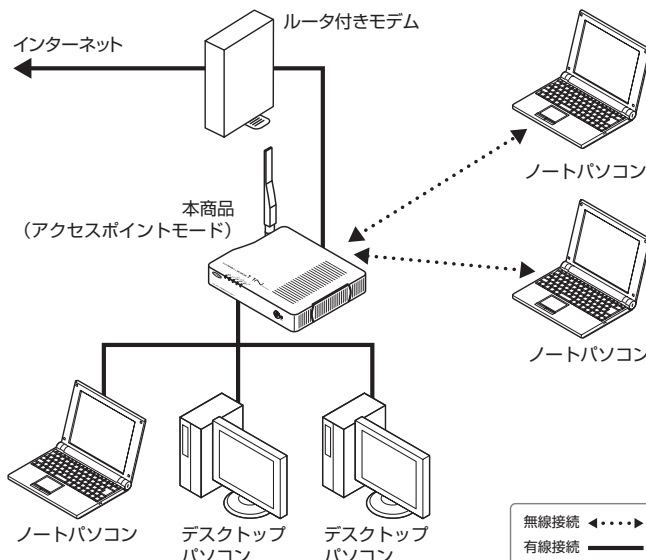 インターネット
ルータ付きモデム
本商品
（アクセスポイントモード）
ノートパソコン
ノートパソコン
ノートパソコン
デスクトップ
パソコン
デスクトップ
パソコン
無線接続
有線接続